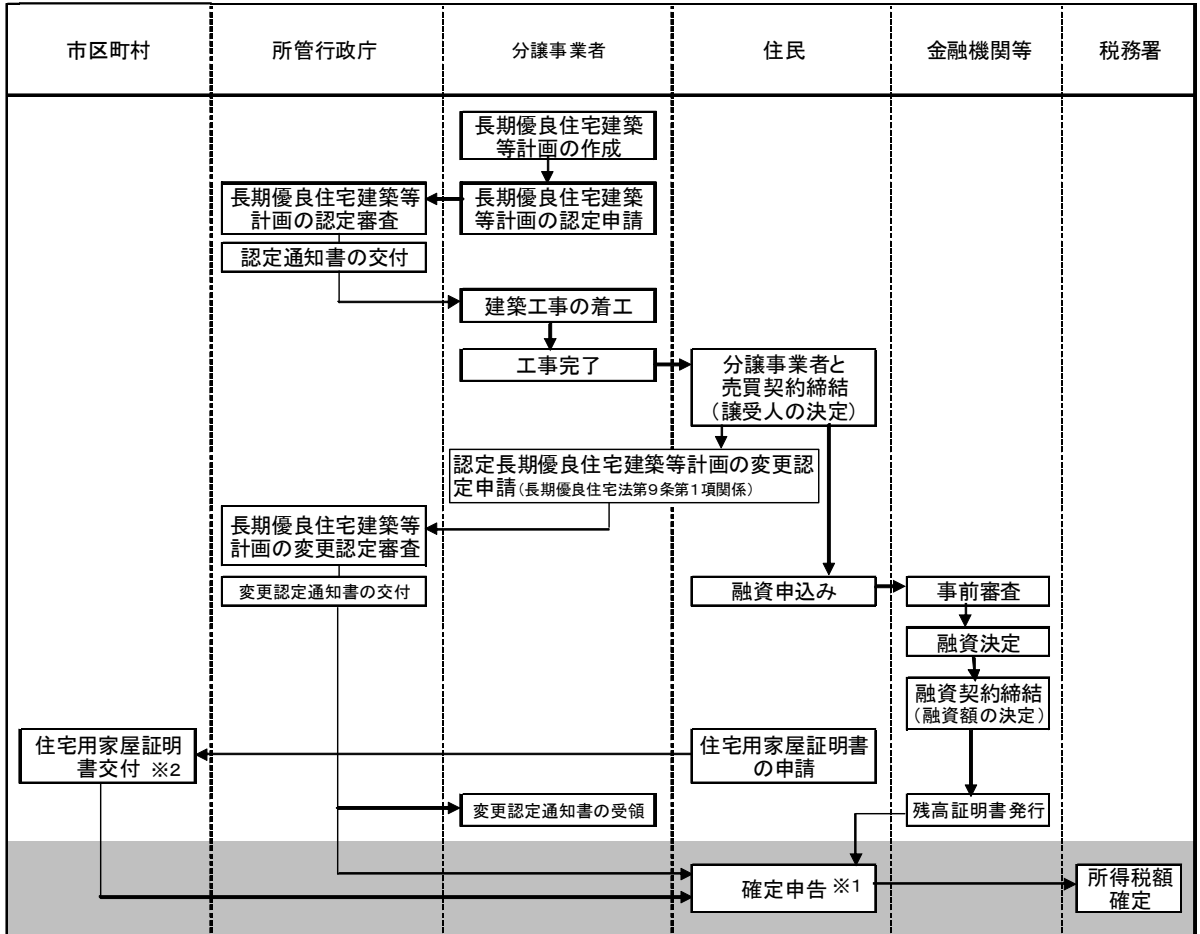 市区町村
所管行政庁
分譲事業者
住民
金融機関等
税務署
長期優良住宅建築
等計画の作成
長期優良住宅建築等
計画の認定審査
長期優良住宅建築
等計画の認定申請
認定通知書の交付
建築工事の着工
工事完了
分譲事業者と
売買契約締結
（譲受人の決定）
認定長期優良住宅建築等計画の変更認
定申請（長期優良住宅法第９条第１項関係）
長期優良住宅建築等
計画の変更認定審査
変更認定通知書の交付
融資申込み
事前審査
融資決定
融資契約締結
（融資額の決定）
住宅用家屋証明
書交付 ※2
住宅用家屋証明書
の申請
変更認定通知書の受領
残高証明書発行
確定申告 ※1
所得税額
確定